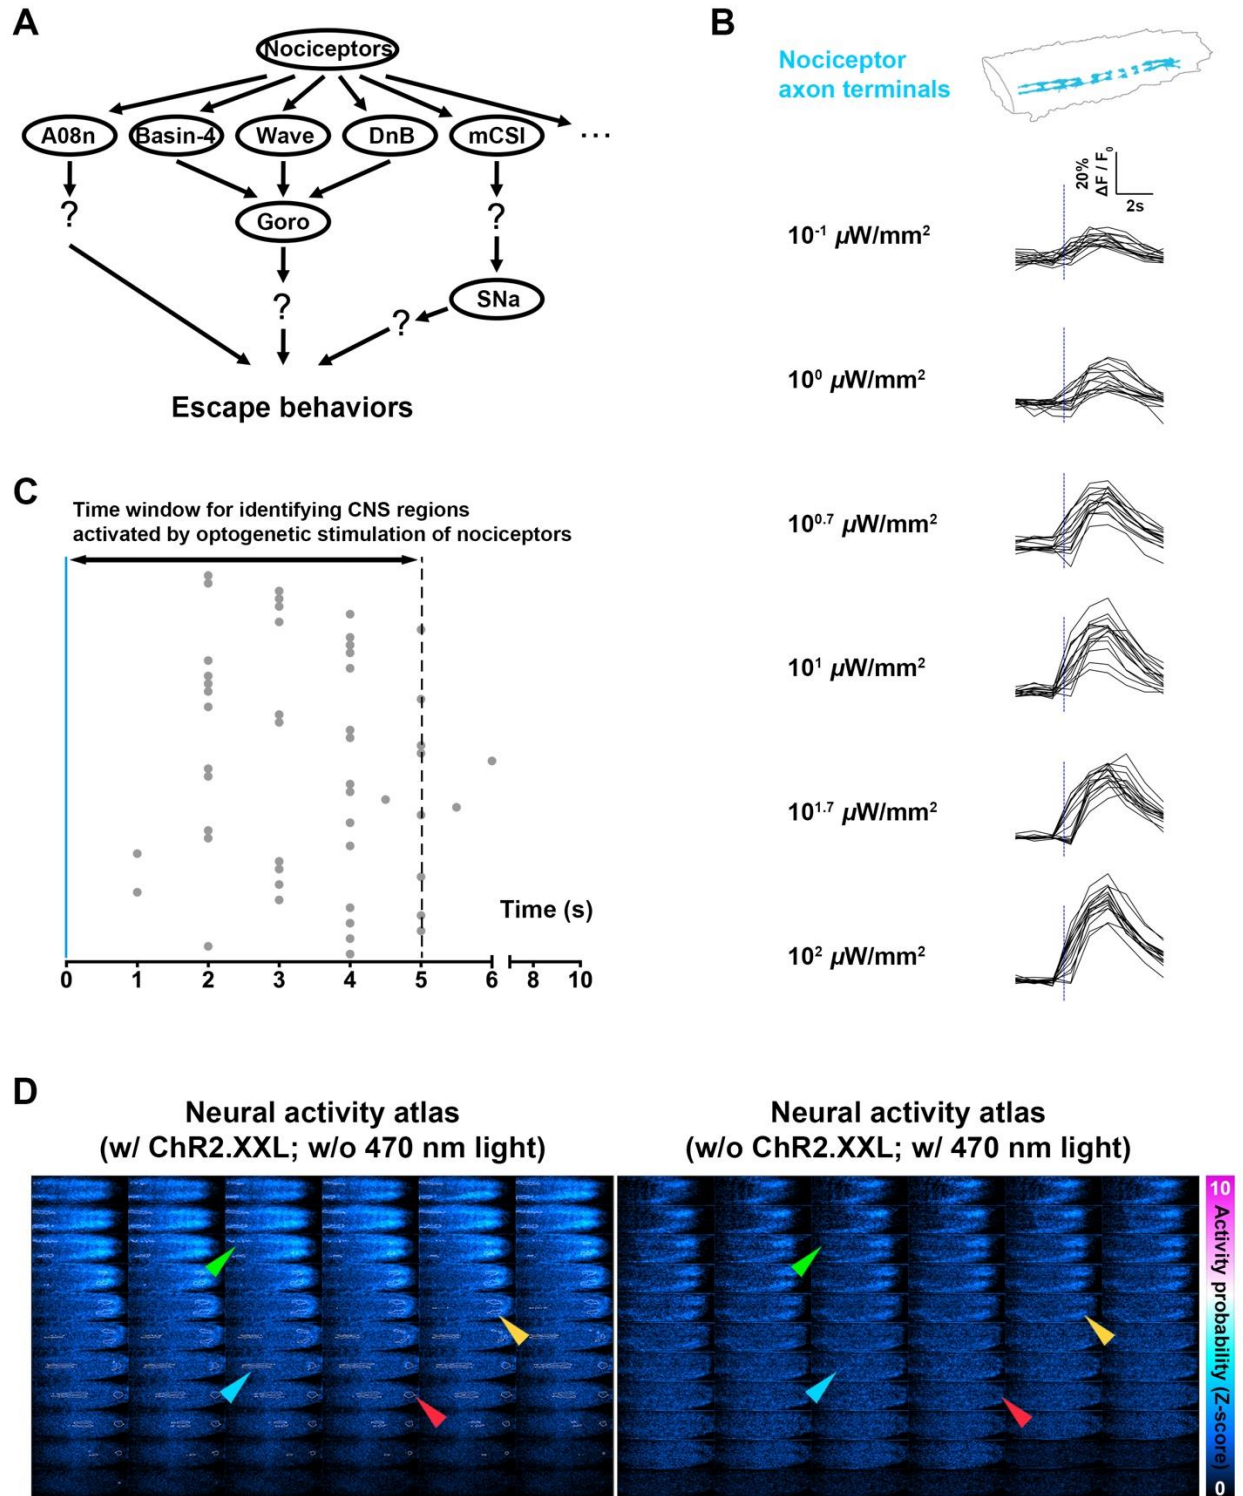 A
Nociceptors
A08n
Basin-4
Wave
DnB
mCSI
...
?
Goro
?
?
SNa
?
Escape behaviors
B
Nociceptor
axon terminals
20%
ΔF / F₀
2s
10⁻¹ µW/mm²
10⁰ µW/mm²
10⁰·⁷ µW/mm²
10¹ µW/mm²
10¹·⁷ µW/mm²
10² µW/mm²
C
Time window for identifying CNS regions
activated by optogenetic stimulation of nociceptors
Time (s)
0 1 2 3 4 5 6 8 10
D
Neural activity atlas
(w/ ChR2.XXL; w/o 470 nm light)
Neural activity atlas
(w/o ChR2.XXL; w/ 470 nm light)
10
Activity probability (Z-score)
0